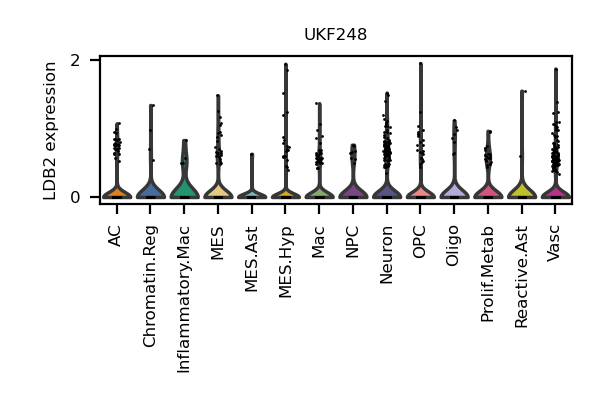 UKF248
LDB2 expression
2
0
AC
Chromatin.Reg
Inflammatory.Mac
MES
MES.Ast
MES.Hyp
Mac
NPC
Neuron
OPC
Oligo
Prolif.Metab
Reactive.Ast
Vasc